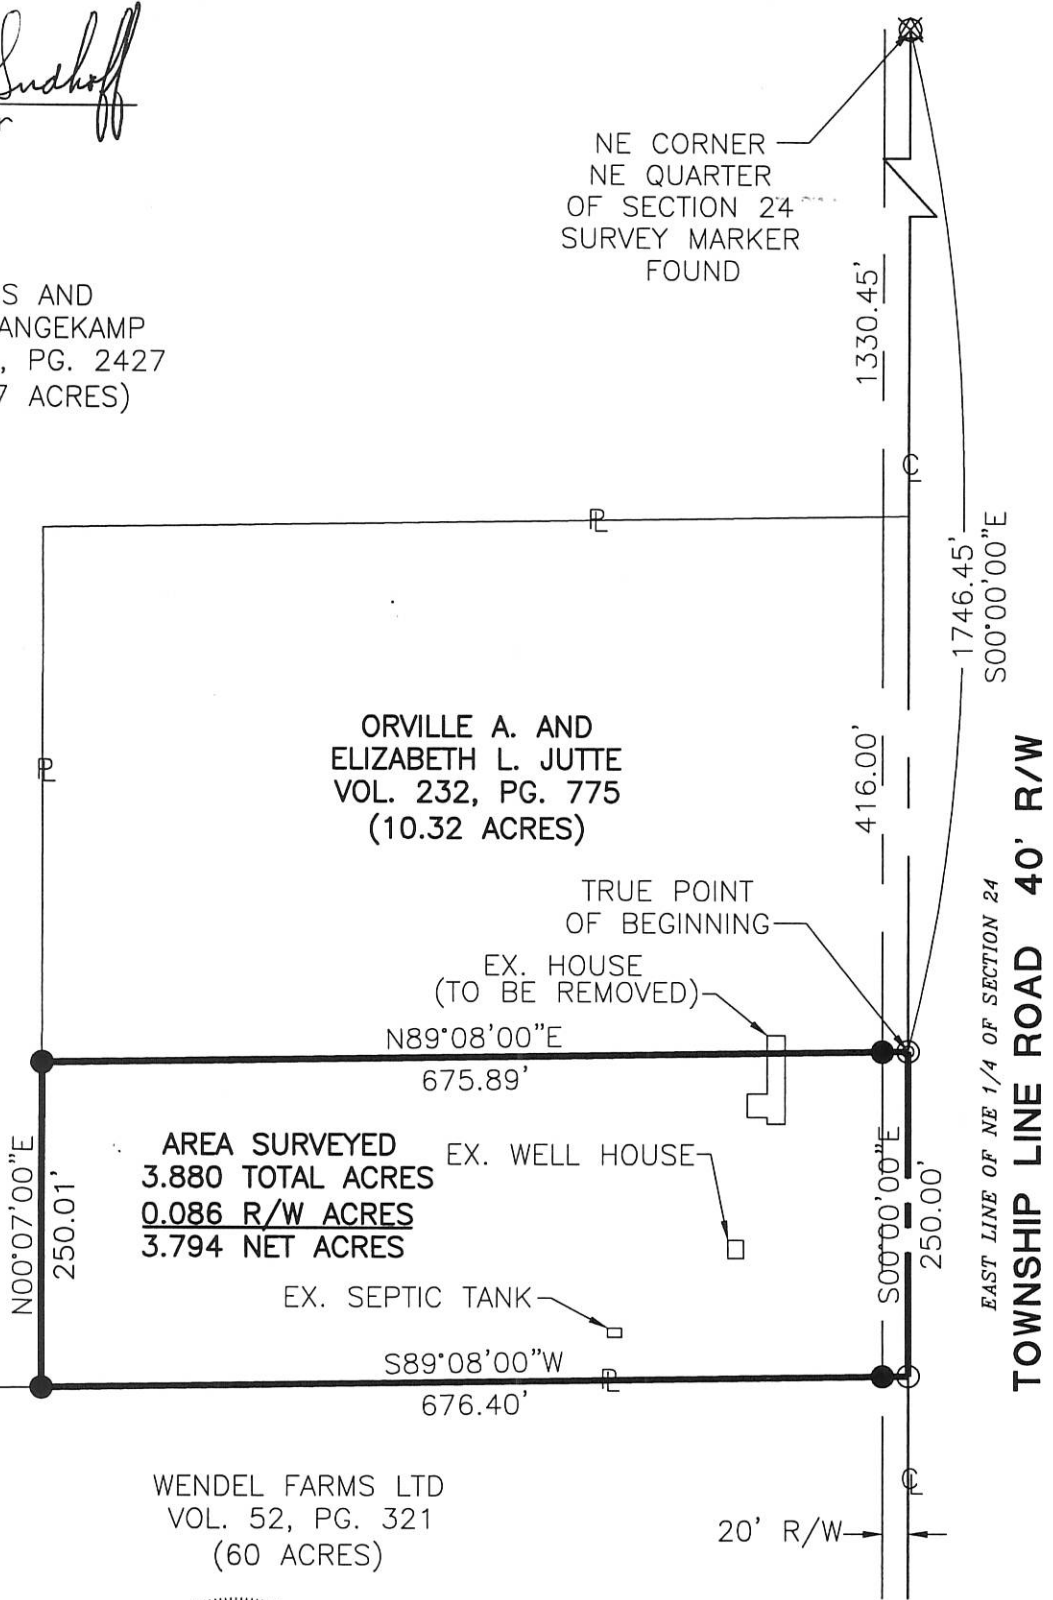 Sudhoff
r
NE CORNER
NE QUARTER
OF SECTION 24
SURVEY MARKER
FOUND
S AND
ANGEKAMP
, PG. 2427
7 ACRES)
1330.45'
CL
PL
1746.45'
S00°00'00"E
ORVILLE A. AND
ELIZABETH L. JUTTE
VOL. 232, PG. 775
(10.32 ACRES)
PL
416.00'
TRUE POINT
OF BEGINNING
EX. HOUSE
(TO BE REMOVED)
N89°08'00"E
675.89'
EAST LINE OF NE 1/4 OF SECTION 24
TOWNSHIP LINE ROAD 40' R/W
N00°07'00"E
250.01'
AREA SURVEYED
3.880 TOTAL ACRES
0.086 R/W ACRES
3.794 NET ACRES
EX. WELL HOUSE
S00°00'00"E
250.00'
EX. SEPTIC TANK
S89°08'00"W
PL
676.40'
WENDEL FARMS LTD
VOL. 52, PG. 321
(60 ACRES)
CL
20' R/W